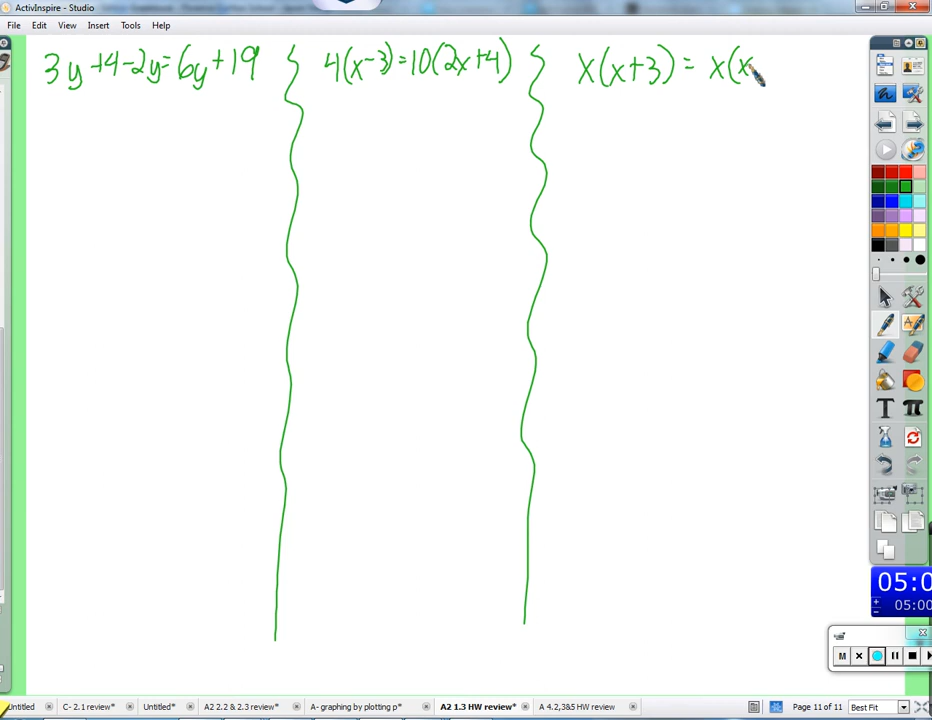 ActivInspire - Studio
File Edit View Insert Tools Help
3y+4-2y=6y+19
4(x-3)=10(2x+4)
x(x+3) = x(x
T π
05:0
05:00
M
Untitled C- 2.1 review* Untitled* A2 2.2 & 2.3 review* A- graphing by plotting p* A2 1.3 HW review* A 4.2,3&5 HW review Page 11 of 11 Best Fit